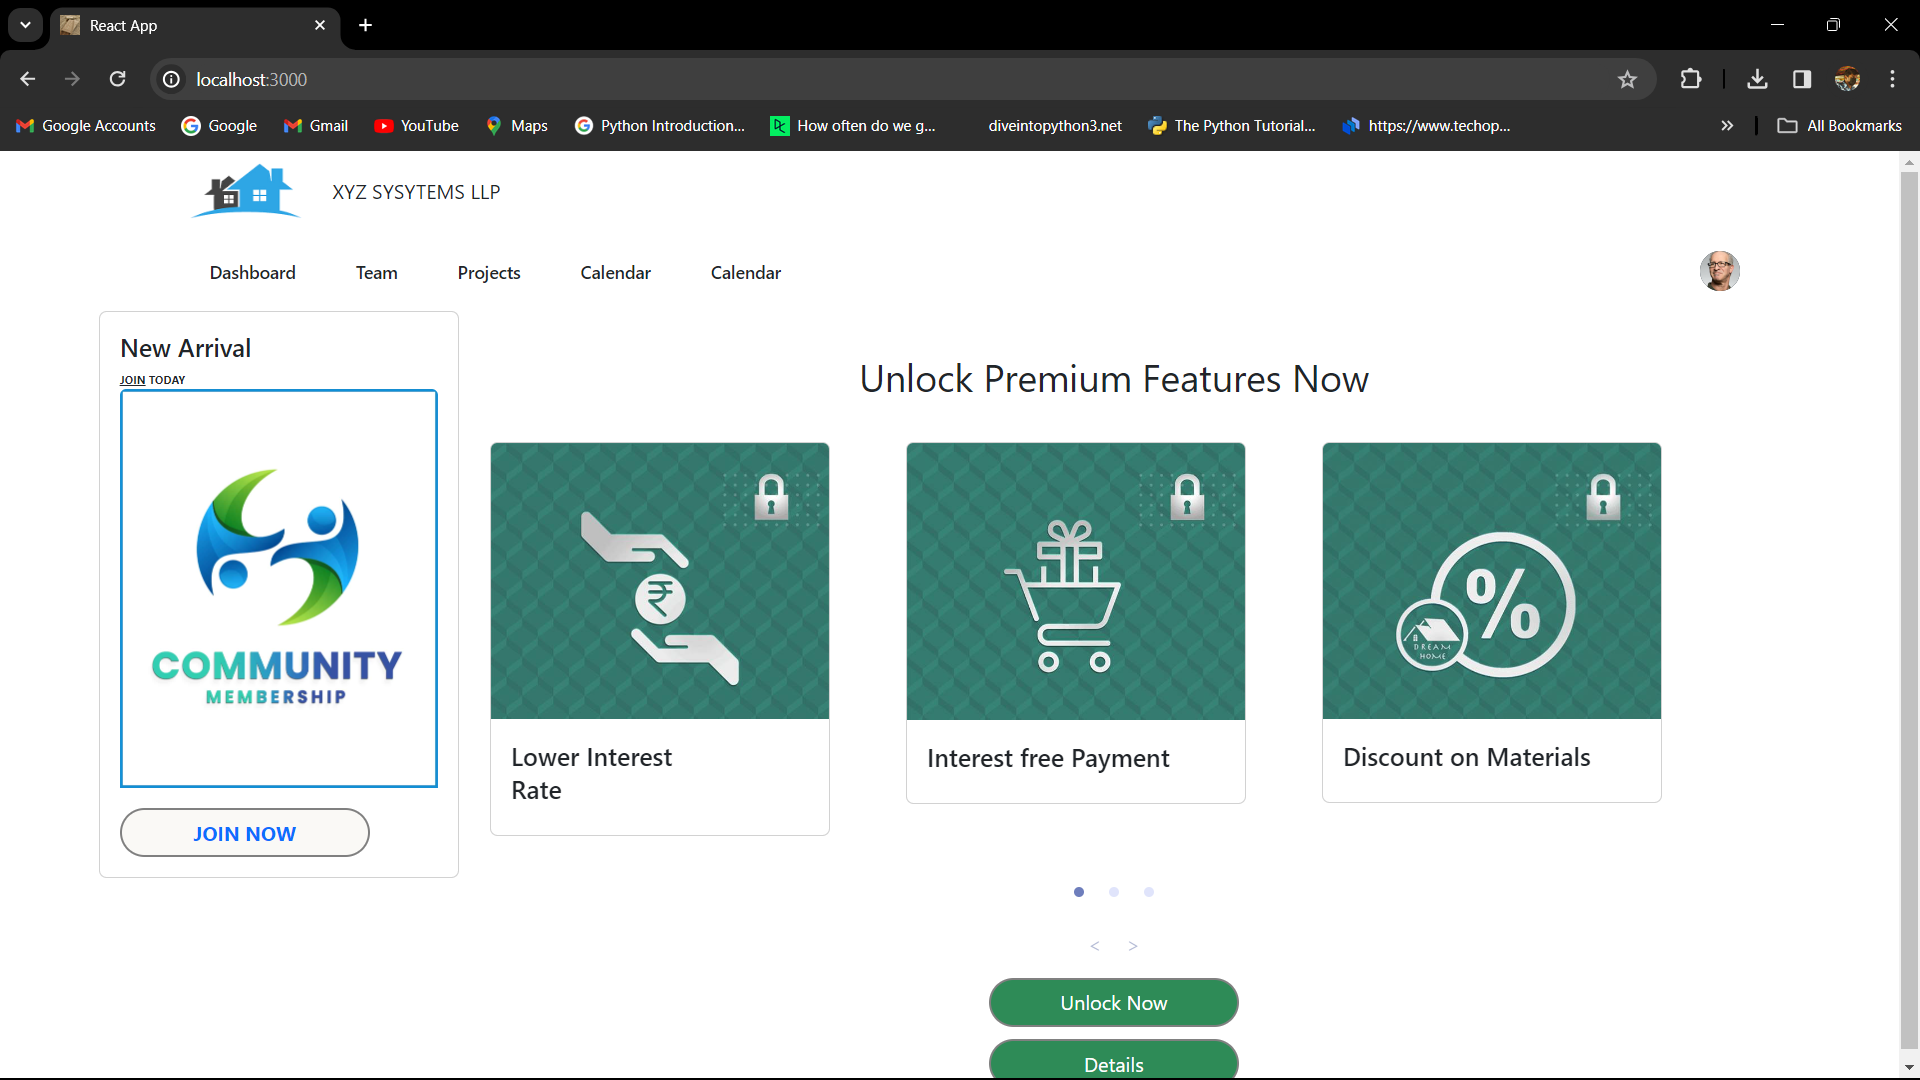 React App
localhost:3000
Google Accounts
Google
Gmail
YouTube
Maps
Python Introduction...
How often do we g...
diveintopython3.net
The Python Tutorial...
https://www.techop...
All Bookmarks
XYZ SYSYTEMS LLP
Dashboard
Team
Projects
Calendar
Calendar
New Arrival
JOIN TODAY
COMMUNITY
MEMBERSHIP
JOIN NOW
Unlock Premium Features Now
₹
Lower Interest
Rate
Interest free Payment
%
DREAM
HOME
Discount on Materials
< >
Unlock Now
Details